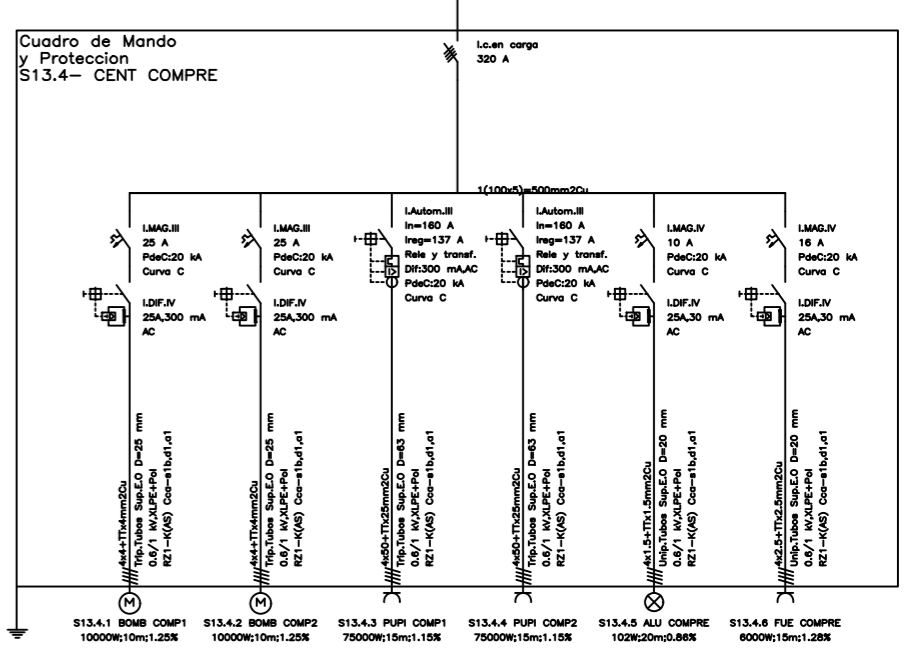 Cuadro de Mando
y Proteccion
S13.4- CENT COMPRE
I.c.en carga
320 A
1(100x5)=500mm2Cu
I.MAG.III
25 A
PdeC:20 kA
Curva C
I.DIF.IV
25A,300 mA
AC
4x4+TTx4mm2Cu
Trip.Tubos Sup.E.O D=25 mm
0.6/1 kV,XLPE+Pol
RZ1-K(AS) Cca-s1b,d1,a1
M
S13.4.1 BOMB COMP1
10000W;10m;1.25%
I.MAG.III
25 A
PdeC:20 kA
Curva C
I.DIF.IV
25A,300 mA
AC
4x4+TTx4mm2Cu
Trip.Tubos Sup.E.O D=25 mm
0.6/1 kV,XLPE+Pol
RZ1-K(AS) Cca-s1b,d1,a1
M
S13.4.2 BOMB COMP2
10000W;10m;1.25%
I.Autom.III
In=160 A
Ireg=137 A
Rele y transf.
Dif:300 mA,AC
PdeC:20 kA
Curva C
4x50+TTx25mm2Cu
Trip.Tubos Sup.E.O D=63 mm
0.6/1 kV,XLPE+Pol
RZ1-K(AS) Cca-s1b,d1,a1
S13.4.3 PUPI COMP1
75000W;15m;1.15%
I.Autom.III
In=160 A
Ireg=137 A
Rele y transf.
Dif:300 mA,AC
PdeC:20 kA
Curva C
4x50+TTx25mm2Cu
Trip.Tubos Sup.E.O D=63 mm
0.6/1 kV,XLPE+Pol
RZ1-K(AS) Cca-s1b,d1,a1
S13.4.4 PUPI COMP2
75000W;15m;1.15%
I.MAG.IV
10 A
PdeC:20 kA
Curva C
I.DIF.IV
25A,30 mA
AC
4x1.5+TTx1.5mm2Cu
Unip.Tubos Sup.E.O D=20 mm
0.6/1 kV,XLPE+Pol
RZ1-K(AS) Cca-s1b,d1,a1
S13.4.5 ALU COMPRE
102W;20m;0.86%
I.MAG.IV
16 A
PdeC:20 kA
Curva C
I.DIF.IV
25A,30 mA
AC
4x2.5+TTx2.5mm2Cu
Unip.Tubos Sup.E.O D=20 mm
0.6/1 kV,XLPE+Pol
RZ1-K(AS) Cca-s1b,d1,a1
S13.4.6 FUE COMPRE
6000W;15m;1.28%